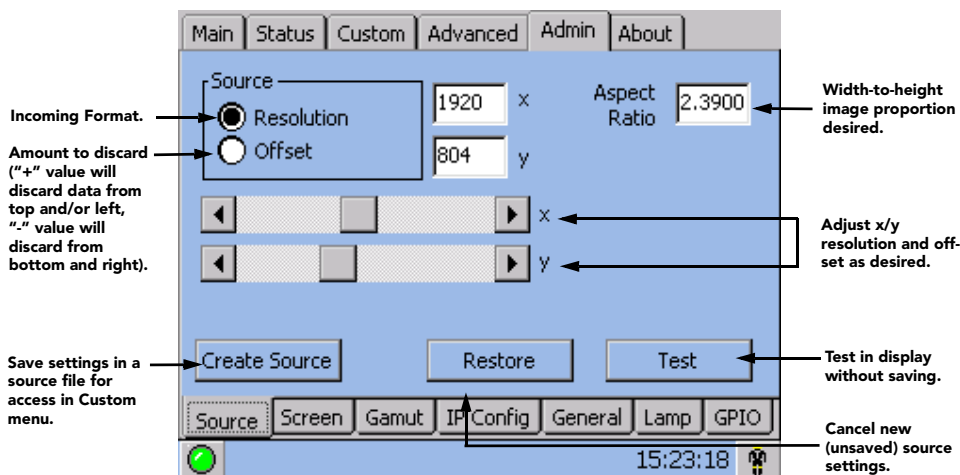 Main Status Custom Advanced Admin About
Source
Resolution
Offset
1920 x
804 y
Aspect
Ratio
2.3900
x
y
Create Source Restore Test
Source Screen Gamut IP Config General Lamp GPIO
15:23:18
Incoming Format.
Amount to discard
("+" value will
discard data from
top and/or left,
"-" value will
discard from
bottom and right).
Save settings in a
source file for
access in Custom
menu.
Width-to-height
image proportion
desired.
Adjust x/y
resolution and off-
set as desired.
Test in display
without saving.
Cancel new
(unsaved) source
settings.